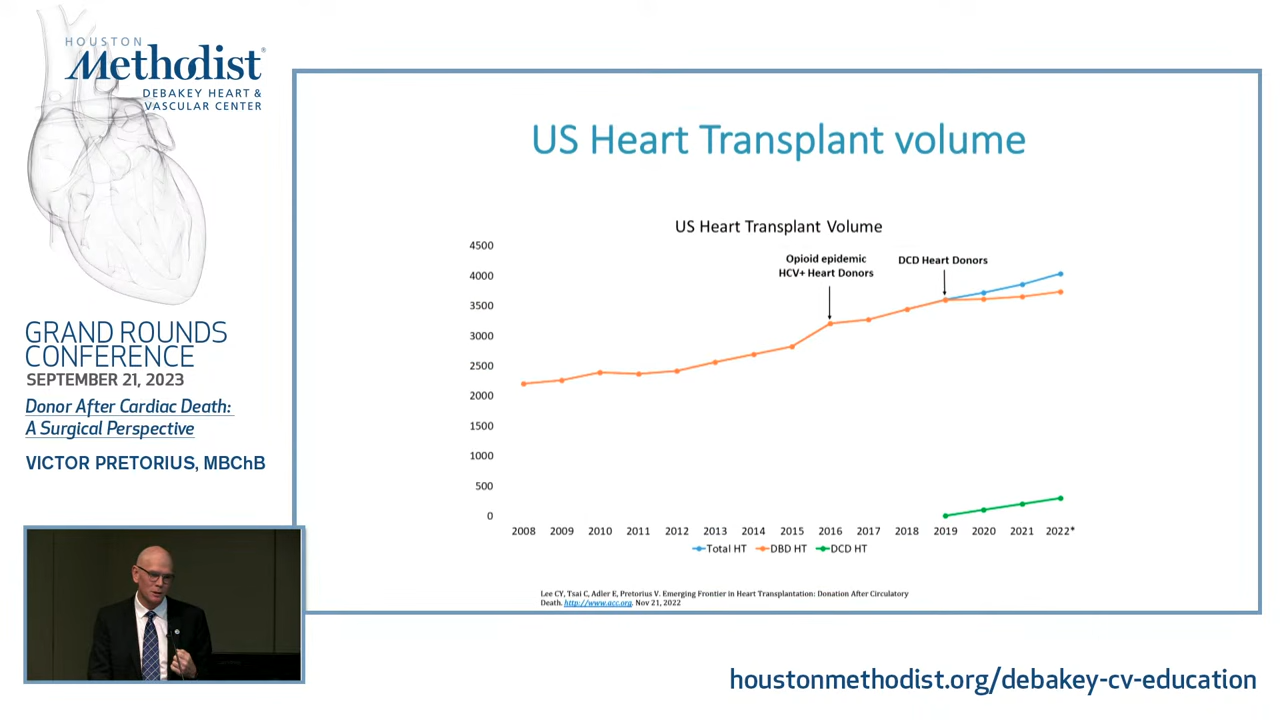 HOUSTON
Methodist®
DEBAKEY HEART &
VASCULAR CENTER
GRAND ROUNDS
CONFERENCE
SEPTEMBER 21, 2023
Donor After Cardiac Death:
A Surgical Perspective
VICTOR PRETORIUS, MBChB
US Heart Transplant volume
US Heart Transplant Volume
4500
4000
3500
3000
2500
2000
1500
1000
500
0
Opioid epidemic
HCV+ Heart Donors
DCD Heart Donors
2008 2009 2010 2011 2012 2013 2014 2015 2016 2017 2018 2019 2020 2021 2022*
Total HT DBD HT DCD HT
Lee CY, Tsai C, Adler E, Pretorius V. Emerging Frontier in Heart Transplantation: Donation After Circulatory
Death. http://www.acc.org. Nov 21, 2022
houstonmethodist.org/debakey-cv-education